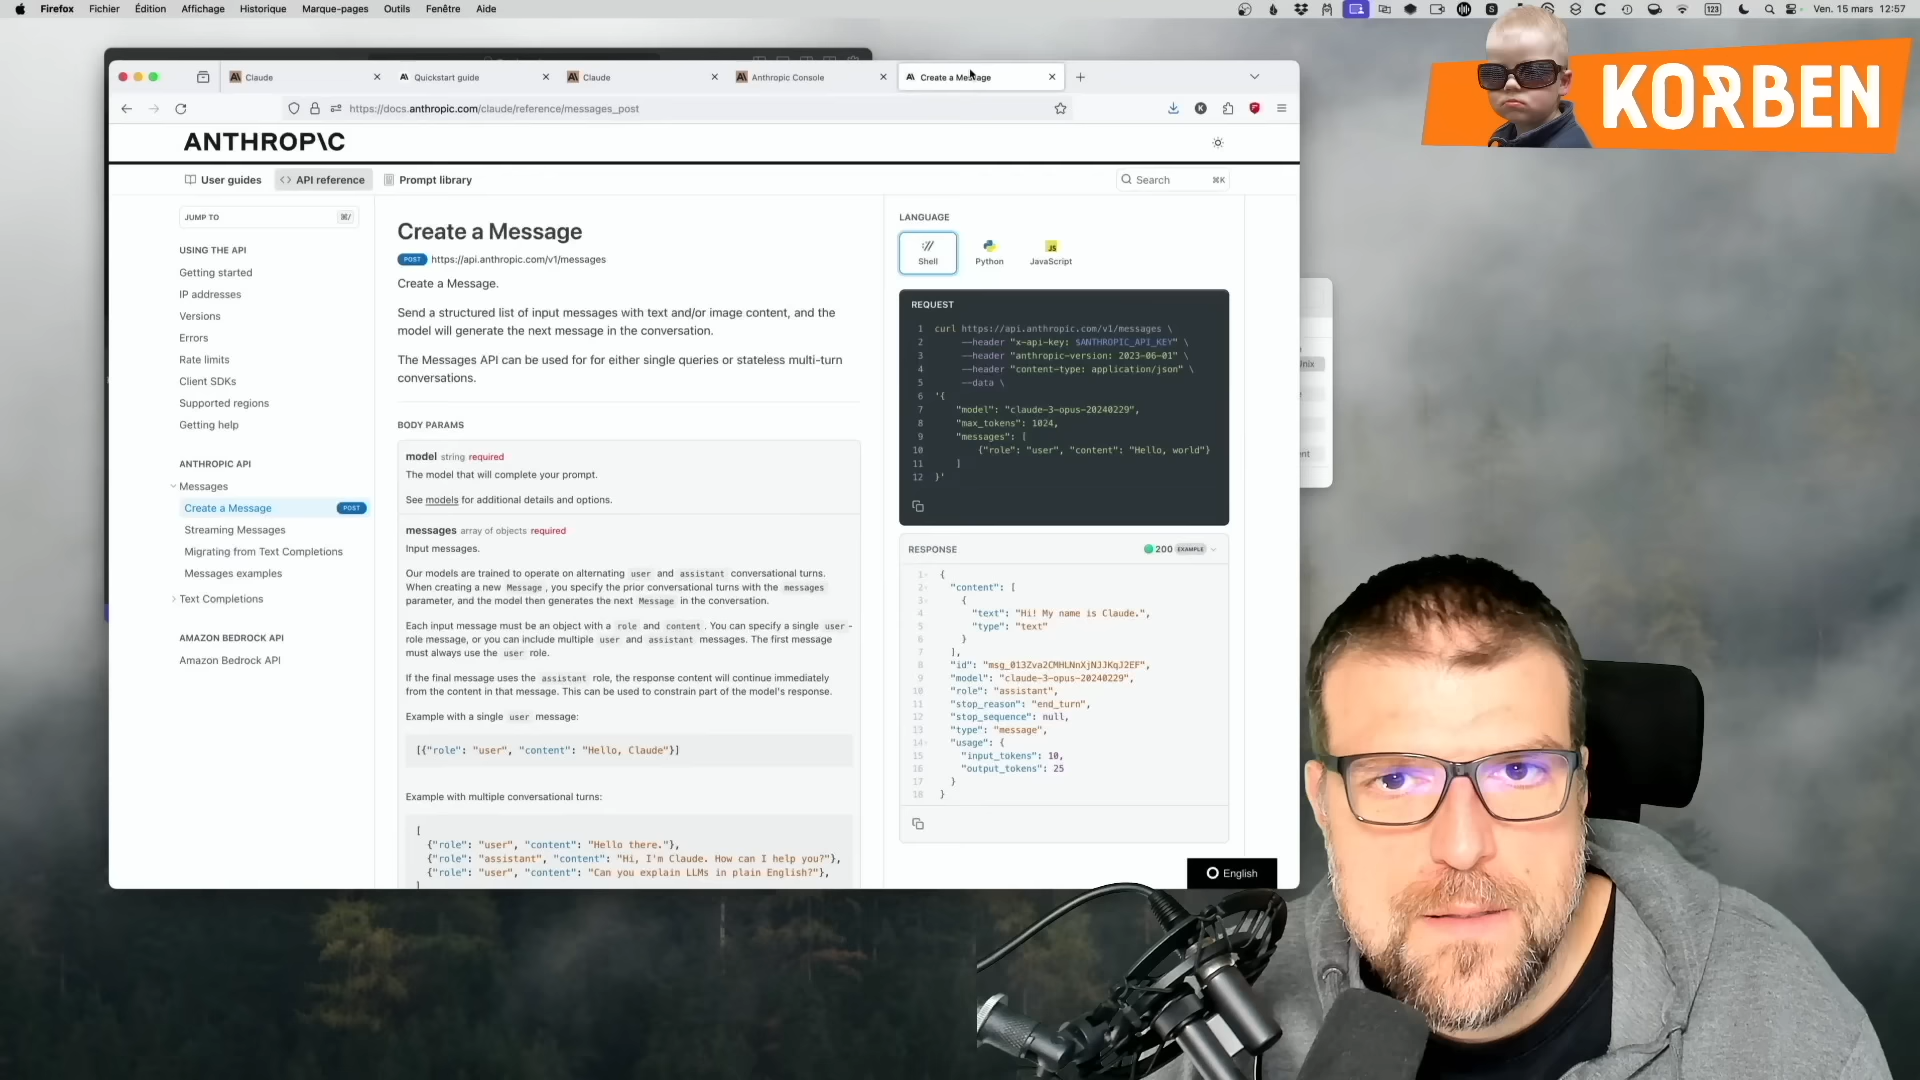 Firefox Fichier Édition Affichage Historique Marque-pages Outils Fenêtre Aide
123 Ven. 15 mars 12:57
KORBEN
Claude
Quickstart guide
Claude
Anthropic Console
Create a Message
https://docs.anthropic.com/claude/reference/messages_post
ANTHROP\C
User guides
API reference
Prompt library
Search ⌘K
JUMP TO ⌘/
USING THE API
Getting started
IP addresses
Versions
Errors
Rate limits
Client SDKs
Supported regions
Getting help
ANTHROPIC API
Messages
Create a Message POST
Streaming Messages
Migrating from Text Completions
Messages examples
Text Completions
AMAZON BEDROCK API
Amazon Bedrock API
Create a Message
POST https://api.anthropic.com/v1/messages
Create a Message.
Send a structured list of input messages with text and/or image content, and the
model will generate the next message in the conversation.
The Messages API can be used for for either single queries or stateless multi-turn
conversations.
BODY PARAMS
model string required
The model that will complete your prompt.
See models for additional details and options.
messages array of objects required
Input messages.
Our models are trained to operate on alternating user and assistant conversational turns.
When creating a new Message, you specify the prior conversational turns with the messages
parameter, and the model then generates the next Message in the conversation.
Each input message must be an object with a role and content. You can specify a single user-
role message, or you can include multiple user and assistant messages. The first message
must always use the user role.
If the final message uses the assistant role, the response content will continue immediately
from the content in that message. This can be used to constrain part of the model's response.
Example with a single user message:
[{"role": "user", "content": "Hello, Claude"}]
Example with multiple conversational turns:
[
{"role": "user", "content": "Hello there."},
{"role": "assistant", "content": "Hi, I'm Claude. How can I help you?"},
{"role": "user", "content": "Can you explain LLMs in plain English?"},
]
LANGUAGE
Shell
Python
JS
JavaScript
REQUEST
1 curl https://api.anthropic.com/v1/messages \
2 --header "x-api-key: $ANTHROPIC_API_KEY" \
3 --header "anthropic-version: 2023-06-01" \
4 --header "content-type: application/json" \
5 --data \
6 '{
7 "model": "claude-3-opus-20240229",
8 "max_tokens": 1024,
9 "messages": [
10 {"role": "user", "content": "Hello, world"}
11 ]
12 }'
RESPONSE 200 EXAMPLE
1 {
2 "content": [
3 {
4 "text": "Hi! My name is Claude.",
5 "type": "text"
6 }
7 ],
8 "id": "msg_013Zva2CMHLNnXjNJJKqJ2EF",
9 "model": "claude-3-opus-20240229",
10 "role": "assistant",
11 "stop_reason": "end_turn",
12 "stop_sequence": null,
13 "type": "message",
14 "usage": {
15 "input_tokens": 10,
16 "output_tokens": 25
17 }
18 }
English